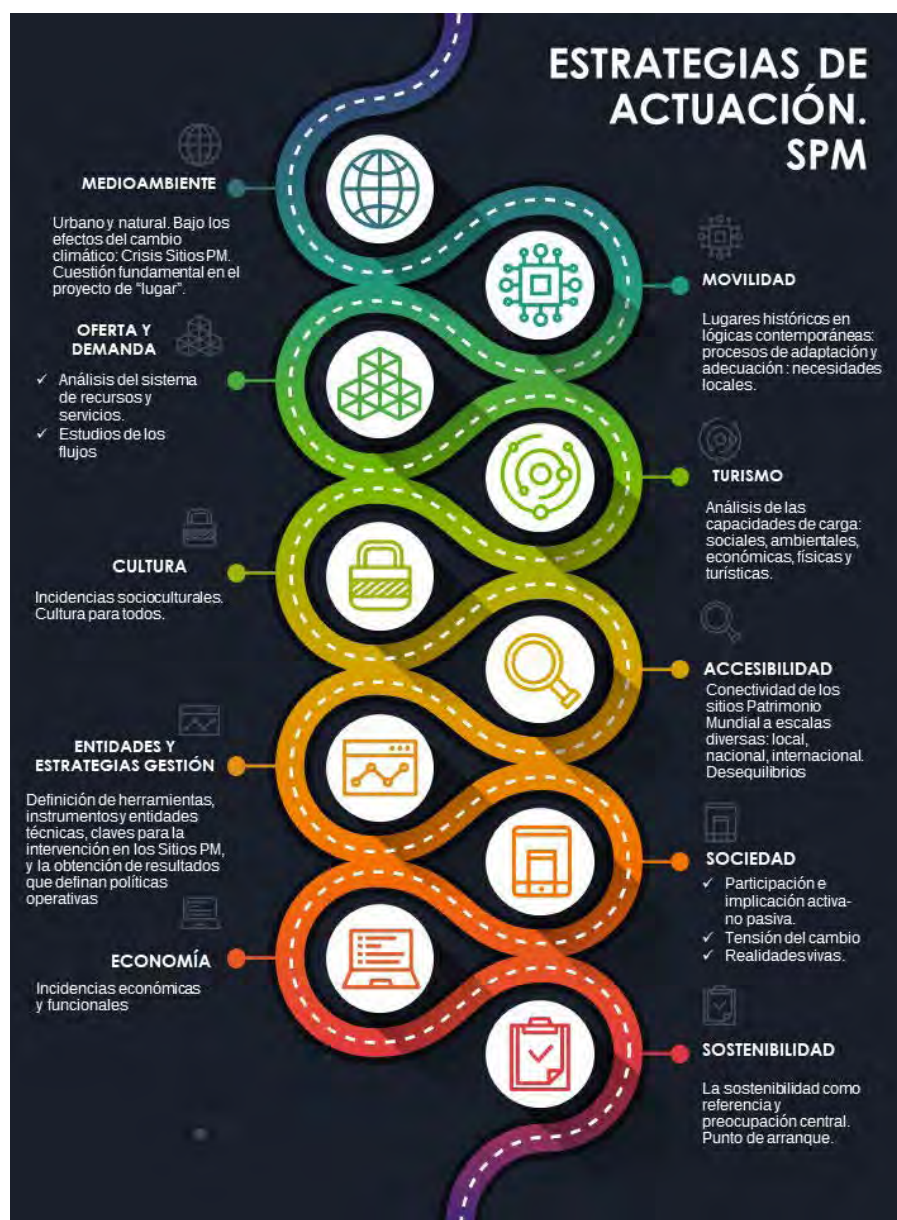 ESTRATEGIAS DE
ACTUACIÓN.
SPM
MEDIOAMBIENTE
Urbano y natural. Bajo los
efectos del cambio
climático: Crisis Sitios PM.
Cuestión fundamental en el
proyecto de “lugar”.
MOVILIDAD
Lugares históricos en
lógicas contemporáneas:
procesos de adaptación y
adecuación : necesidades
locales.
OFERTA Y
DEMANDA
✓ Análisis del sistema
de recursos y
servicios.
✓ Estudios de los
flujos
TURISMO
Análisis de las
capacidades de carga:
sociales, ambientales,
económicas, físicas y
turísticas.
CULTURA
Incidencias socioculturales.
Cultura para todos.
ACCESIBILIDAD
Conectividad de los
sitios Patrimonio
Mundial a escalas
diversas: local,
nacional, internacional.
Desequilibrios
ENTIDADES Y
ESTRATEGIAS GESTIÓN
Definición de herramientas,
instrumentos y entidades
técnicas, claves para la
intervención en los Sitios PM,
y la obtención de resultados
que definan políticas
operativas
SOCIEDAD
✓ Participación e
implicación activa-
no pasiva.
✓ Tensión del cambio
✓ Realidades vivas.
ECONOMÍA
Incidencias económicas
y funcionales
SOSTENIBILIDAD
La sostenibilidad como
referencia y
preocupación central.
Punto de arranque.